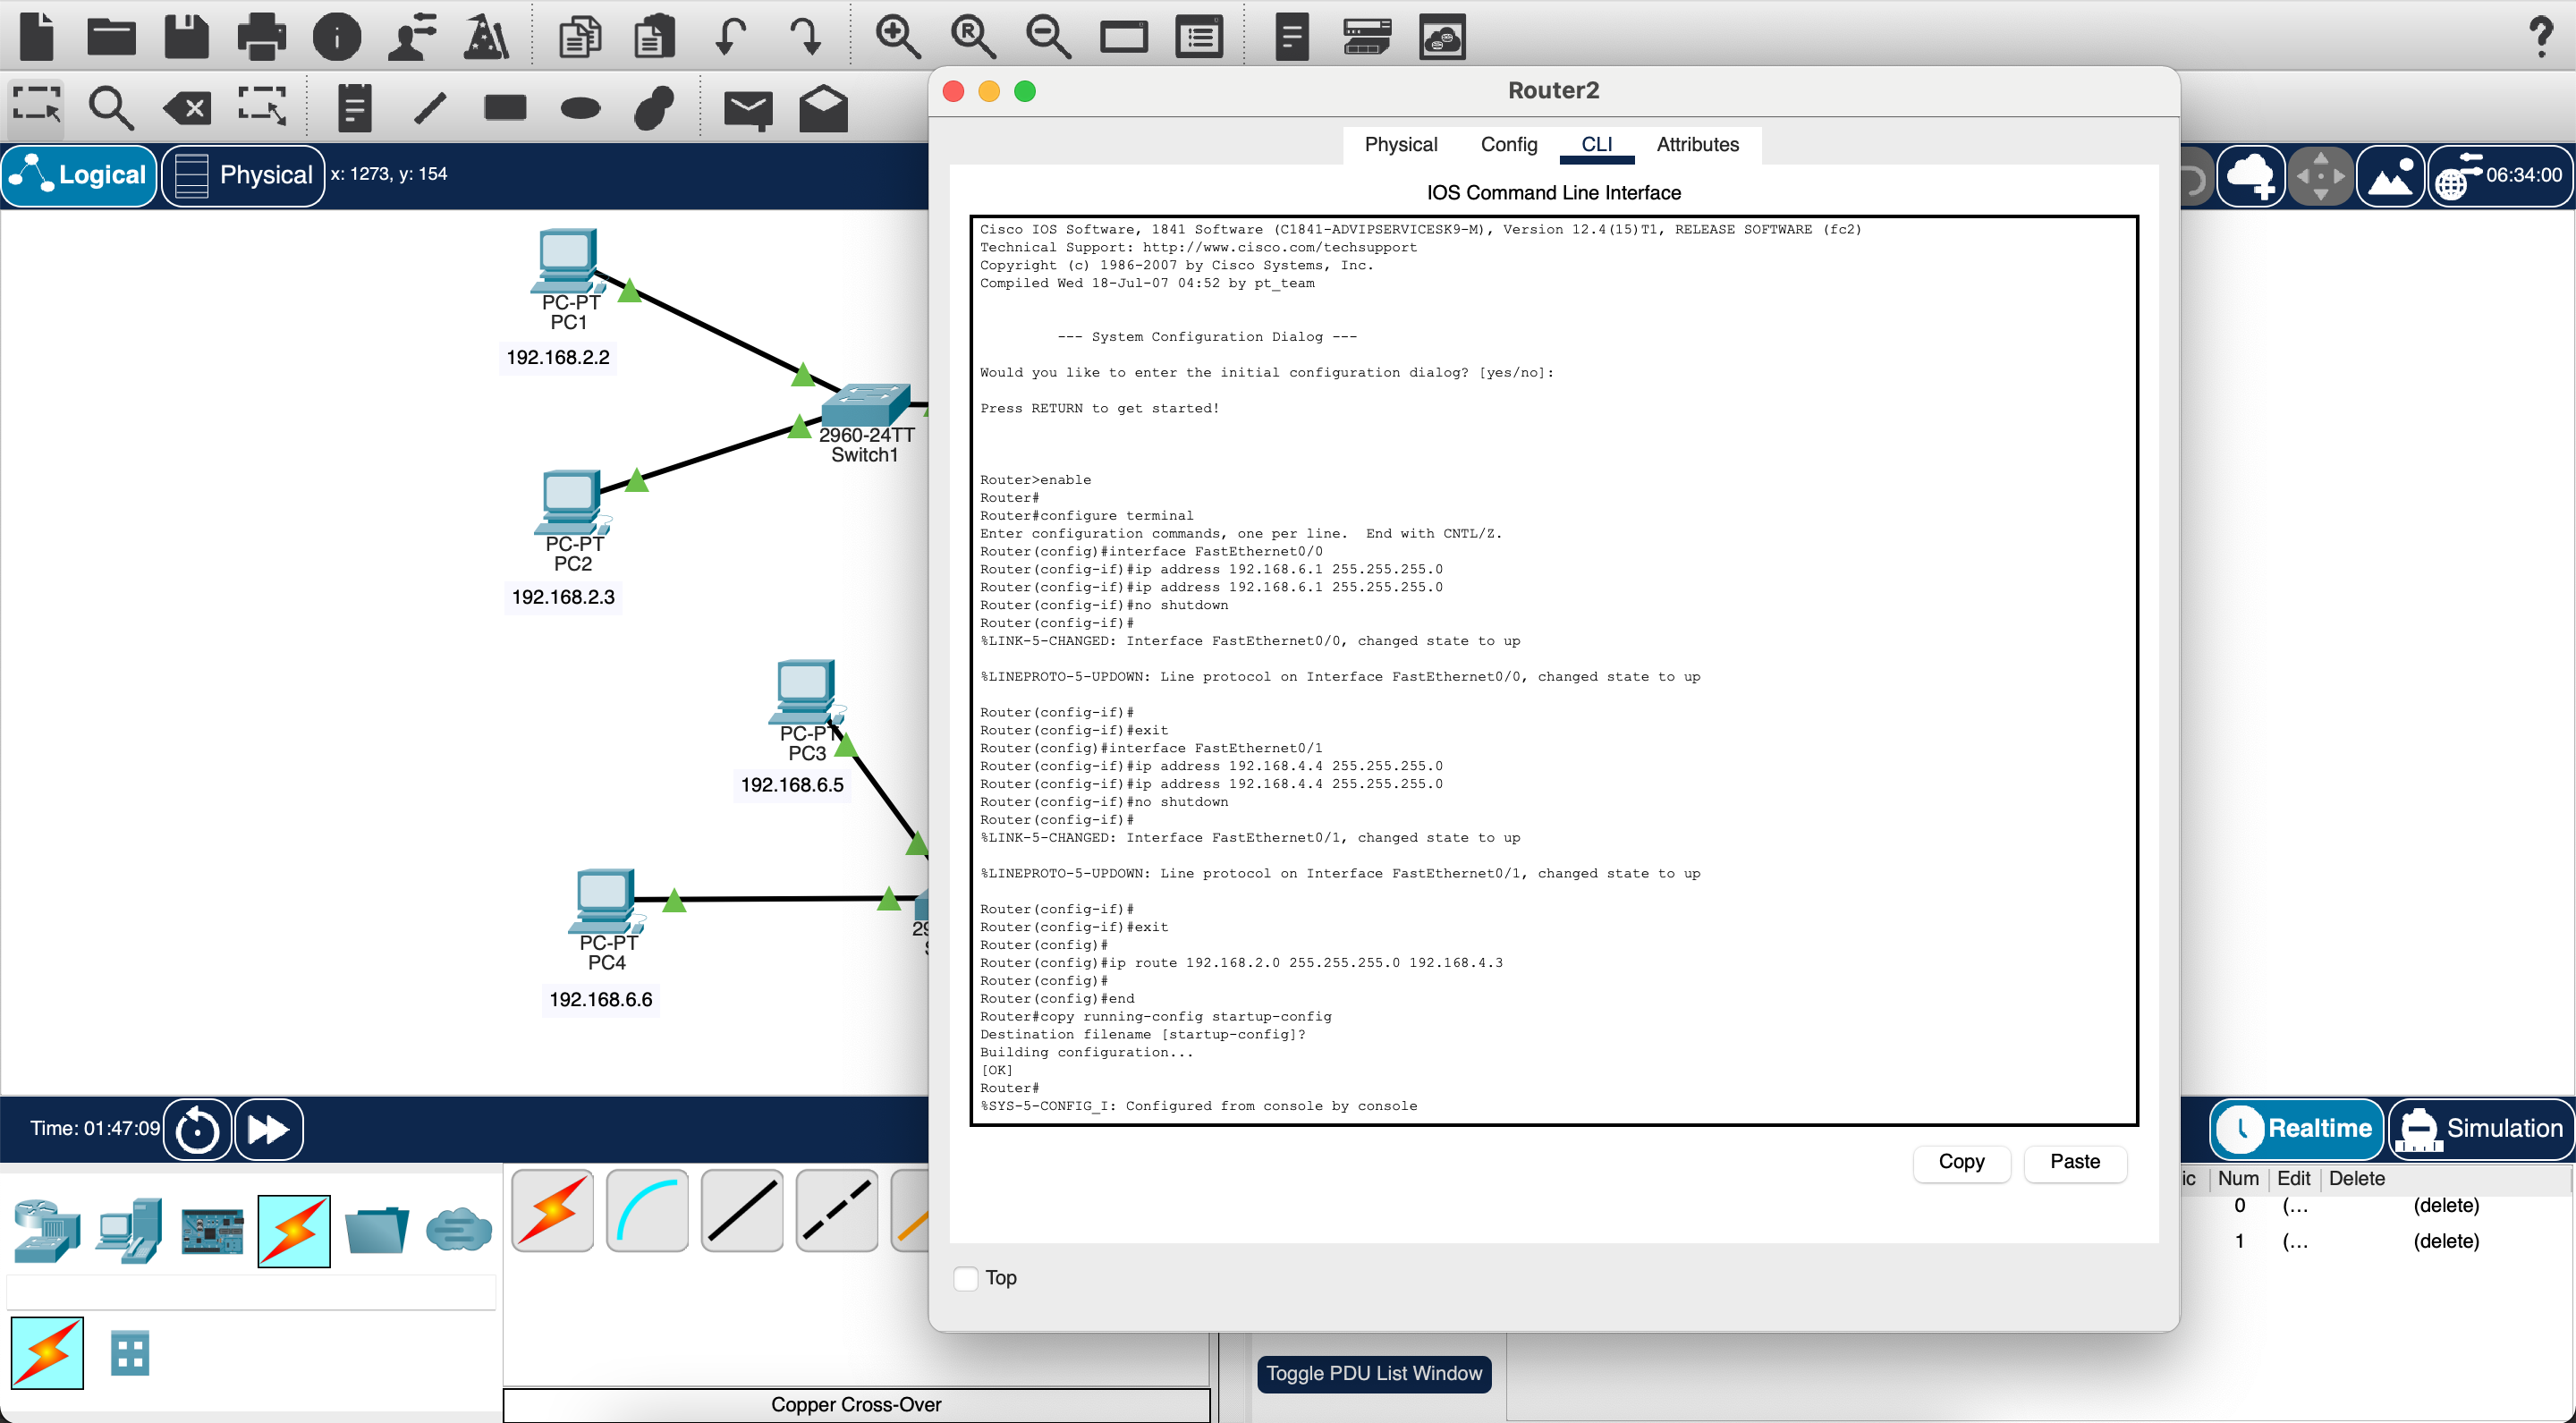 Router2
Physical
Config
CLI
Attributes
Logical
Physical
x: 1273, y: 154
06:34:00
IOS Command Line Interface
Cisco IOS Software, 1841 Software (C1841-ADVIPSERVICESK9-M), Version 12.4(15)T1, RELEASE SOFTWARE (fc2)
Technical Support: http://www.cisco.com/techsupport
Copyright (c) 1986-2007 by Cisco Systems, Inc.
Compiled Wed 18-Jul-07 04:52 by pt_team
--- System Configuration Dialog ---
Would you like to enter the initial configuration dialog? [yes/no]:
Press RETURN to get started!
Router>enable
Router#
Router#configure terminal
Enter configuration commands, one per line.  End with CNTL/Z.
Router(config)#interface FastEthernet0/0
Router(config-if)#ip address 192.168.6.1 255.255.255.0
Router(config-if)#ip address 192.168.6.1 255.255.255.0
Router(config-if)#no shutdown
Router(config-if)#
%LINK-5-CHANGED: Interface FastEthernet0/0, changed state to up
%LINEPROTO-5-UPDOWN: Line protocol on Interface FastEthernet0/0, changed state to up
Router(config-if)#
Router(config-if)#exit
Router(config)#interface FastEthernet0/1
Router(config-if)#ip address 192.168.4.4 255.255.255.0
Router(config-if)#ip address 192.168.4.4 255.255.255.0
Router(config-if)#no shutdown
Router(config-if)#
%LINK-5-CHANGED: Interface FastEthernet0/1, changed state to up
%LINEPROTO-5-UPDOWN: Line protocol on Interface FastEthernet0/1, changed state to up
Router(config-if)#
Router(config-if)#exit
Router(config)#
Router(config)#ip route 192.168.2.0 255.255.255.0 192.168.4.3
Router(config)#
Router(config)#end
Router#copy running-config startup-config
Destination filename [startup-config]?
Building configuration...
[OK]
Router#
%SYS-5-CONFIG_I: Configured from console by console
Copy
Paste
Top
PC-PT
PC1
192.168.2.2
2960-24TT
Switch1
PC-PT
PC2
192.168.2.3
PC-PT
PC3
192.168.6.5
PC-PT
PC4
192.168.6.6
29
Time: 01:47:09
Realtime
Simulation
ic
Num
Edit
Delete
0
(...
(delete)
1
(...
(delete)
Toggle PDU List Window
Copper Cross-Over